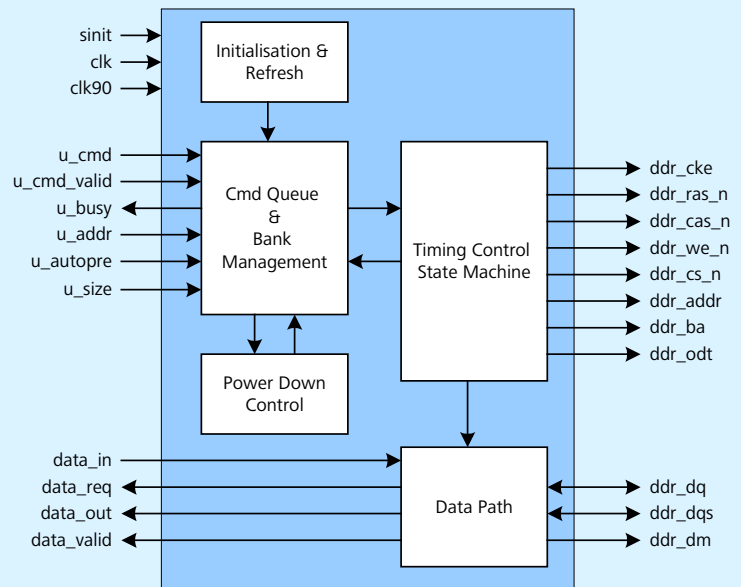 sinit
clk
clk90
Initialisation &
Refresh
u_cmd
u_cmd_valid
u_busy
u_addr
u_autopre
u_size
Cmd Queue
&
Bank
Management
Timing Control
State Machine
ddr_cke
ddr_ras_n
ddr_cas_n
ddr_we_n
ddr_cs_n
ddr_addr
ddr_ba
ddr_odt
Power Down
Control
data_in
data_req
data_out
data_valid
Data Path
ddr_dq
ddr_dqs
ddr_dm